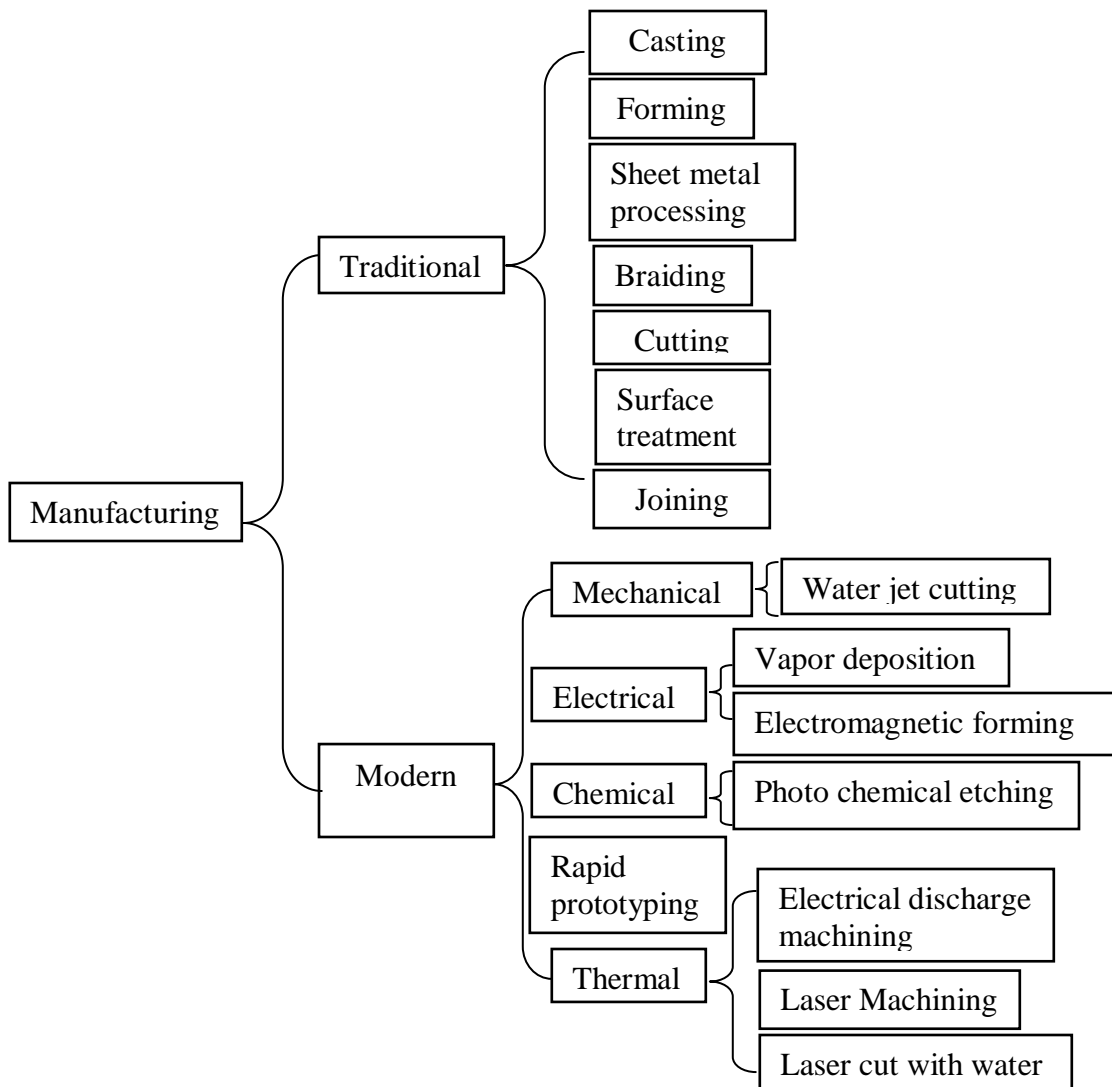 Casting
Forming
Sheet metal
processing
Traditional
Braiding
Cutting
Surface
treatment
Manufacturing
Joining
Mechanical
Water jet cutting
Vapor deposition
Electrical
Electromagnetic forming
Modern
Chemical
Photo chemical etching
Rapid
prototyping
Electrical discharge
machining
Thermal
Laser Machining
Laser cut with water